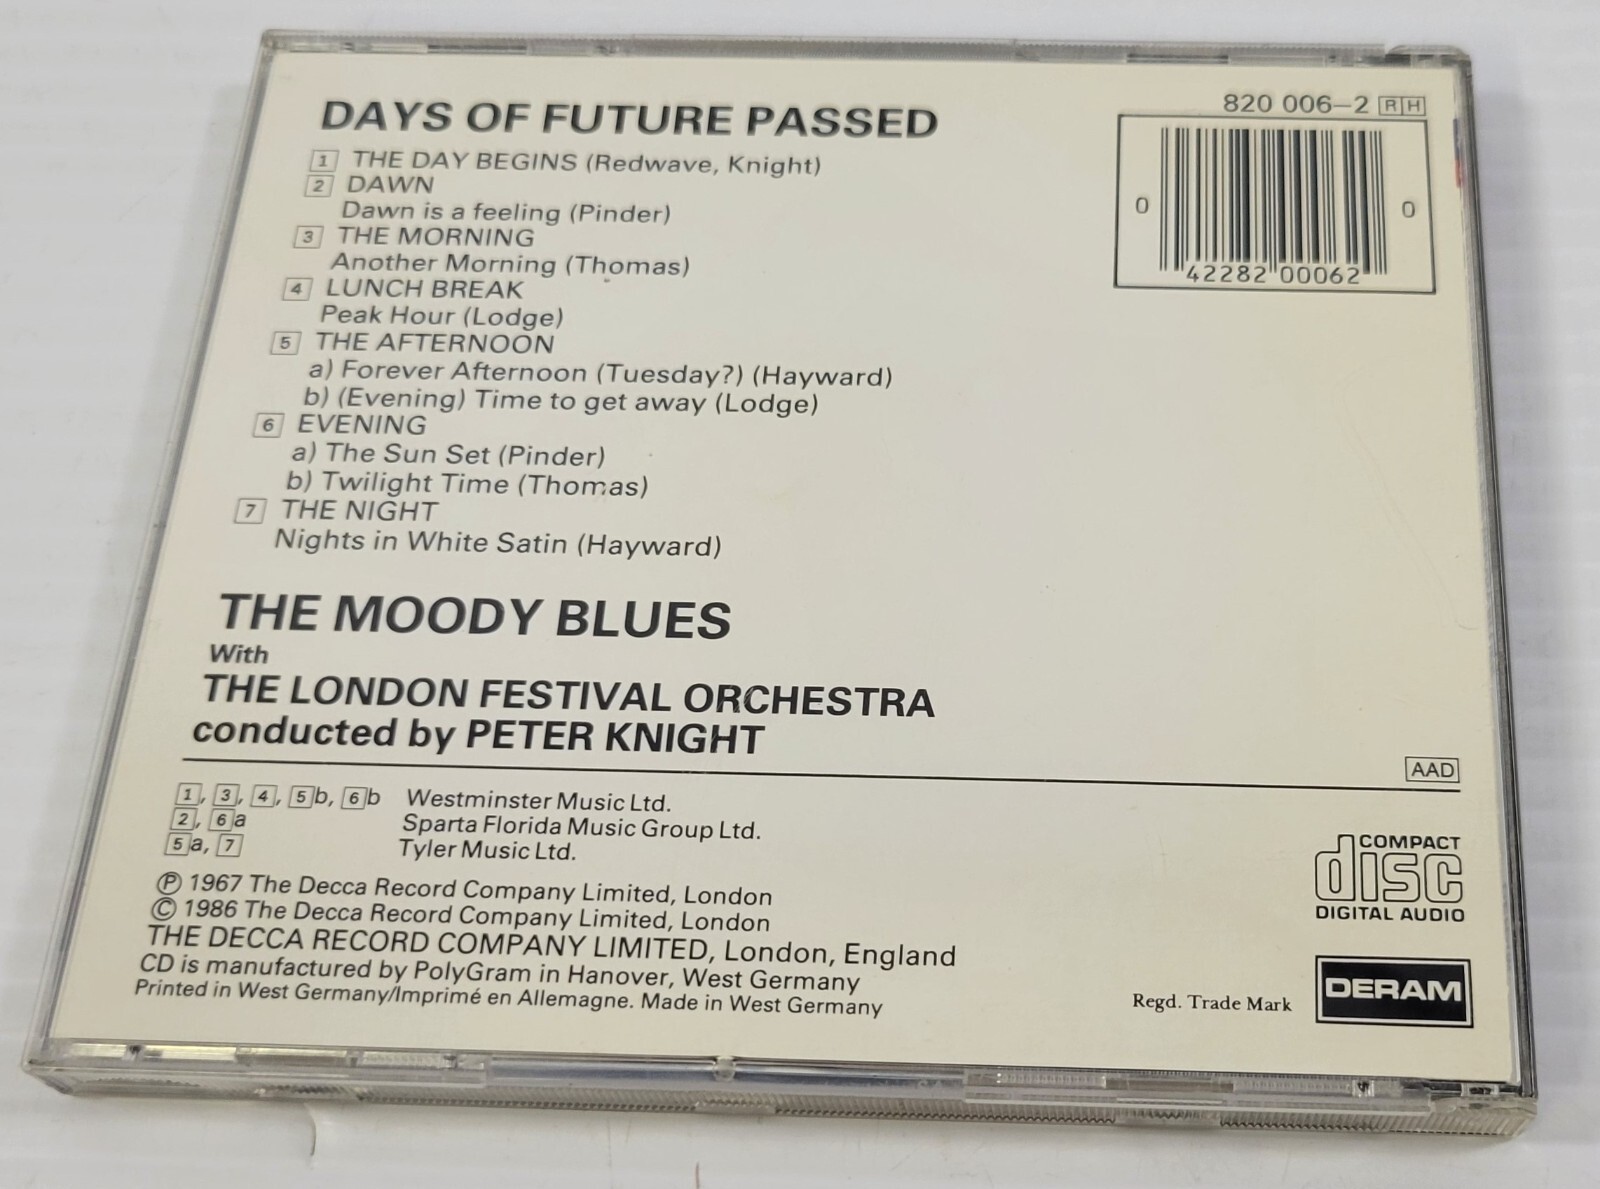 DAYS OF FUTURE PASSED
820 006-2 RH
1 THE DAY BEGINS (Redwave, Knight)
2 DAWN
Dawn is a feeling (Pinder)
3 THE MORNING
Another Morning (Thomas)
4 LUNCH BREAK
Peak Hour (Lodge)
5 THE AFTERNOON
a) Forever Afternoon (Tuesday?) (Hayward)
b) (Evening) Time to get away (Lodge)
6 EVENING
a) The Sun Set (Pinder)
b) Twilight Time (Thomas)
7 THE NIGHT
Nights in White Satin (Hayward)
0 42282 00062 0
THE MOODY BLUES
With
THE LONDON FESTIVAL ORCHESTRA
conducted by PETER KNIGHT
AAD
1, 3, 4, 5b, 6b Westminster Music Ltd.
2, 6a Sparta Florida Music Group Ltd.
5a, 7 Tyler Music Ltd.
℗ 1967 The Decca Record Company Limited, London
© 1986 The Decca Record Company Limited, London
THE DECCA RECORD COMPANY LIMITED, London, England
CD is manufactured by PolyGram in Hanover, West Germany
Printed in West Germany/Imprimé en Allemagne. Made in West Germany
COMPACT
disc
DIGITAL AUDIO
Regd. Trade Mark
DERAM